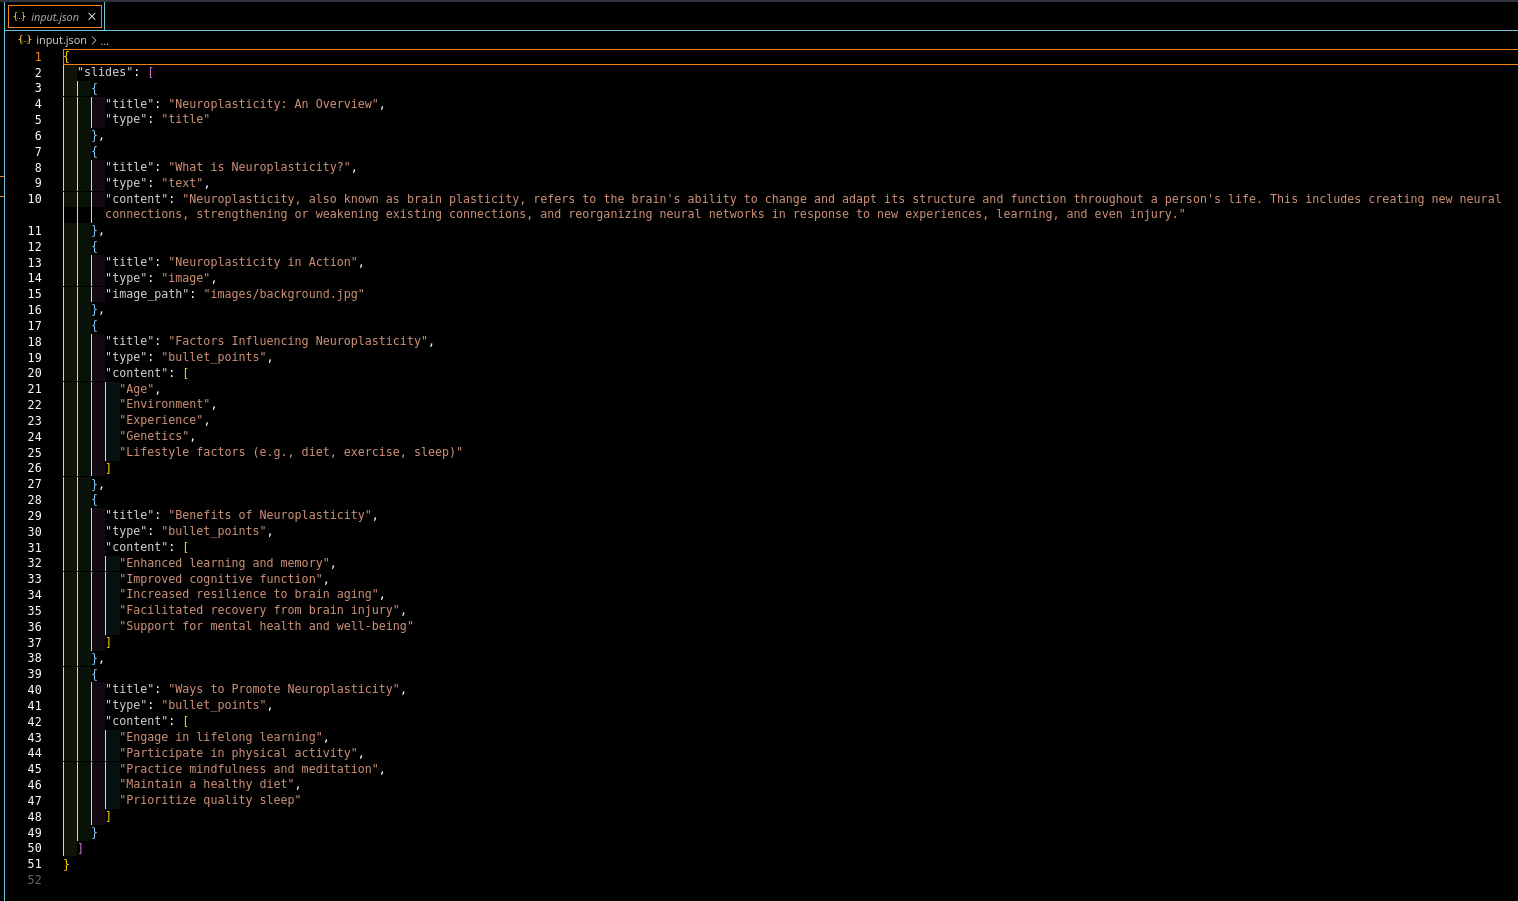 {..} input.json ×
{..} input.json > ...
1 {
2 "slides": [
3 {
4 "title": "Neuroplasticity: An Overview",
5 "type": "title"
6 },
7 {
8 "title": "What is Neuroplasticity?",
9 "type": "text",
10 "content": "Neuroplasticity, also known as brain plasticity, refers to the brain's ability to change and adapt its structure and function throughout a person's life. This includes creating new neural
connections, strengthening or weakening existing connections, and reorganizing neural networks in response to new experiences, learning, and even injury."
11 },
12 {
13 "title": "Neuroplasticity in Action",
14 "type": "image",
15 "image_path": "images/background.jpg"
16 },
17 {
18 "title": "Factors Influencing Neuroplasticity",
19 "type": "bullet_points",
20 "content": [
21 "Age",
22 "Environment",
23 "Experience",
24 "Genetics",
25 "Lifestyle factors (e.g., diet, exercise, sleep)"
26 ]
27 },
28 {
29 "title": "Benefits of Neuroplasticity",
30 "type": "bullet_points",
31 "content": [
32 "Enhanced learning and memory",
33 "Improved cognitive function",
34 "Increased resilience to brain aging",
35 "Facilitated recovery from brain injury",
36 "Support for mental health and well-being"
37 ]
38 },
39 {
40 "title": "Ways to Promote Neuroplasticity",
41 "type": "bullet_points",
42 "content": [
43 "Engage in lifelong learning",
44 "Participate in physical activity",
45 "Practice mindfulness and meditation",
46 "Maintain a healthy diet",
47 "Prioritize quality sleep"
48 ]
49 }
50 ]
51 }
52